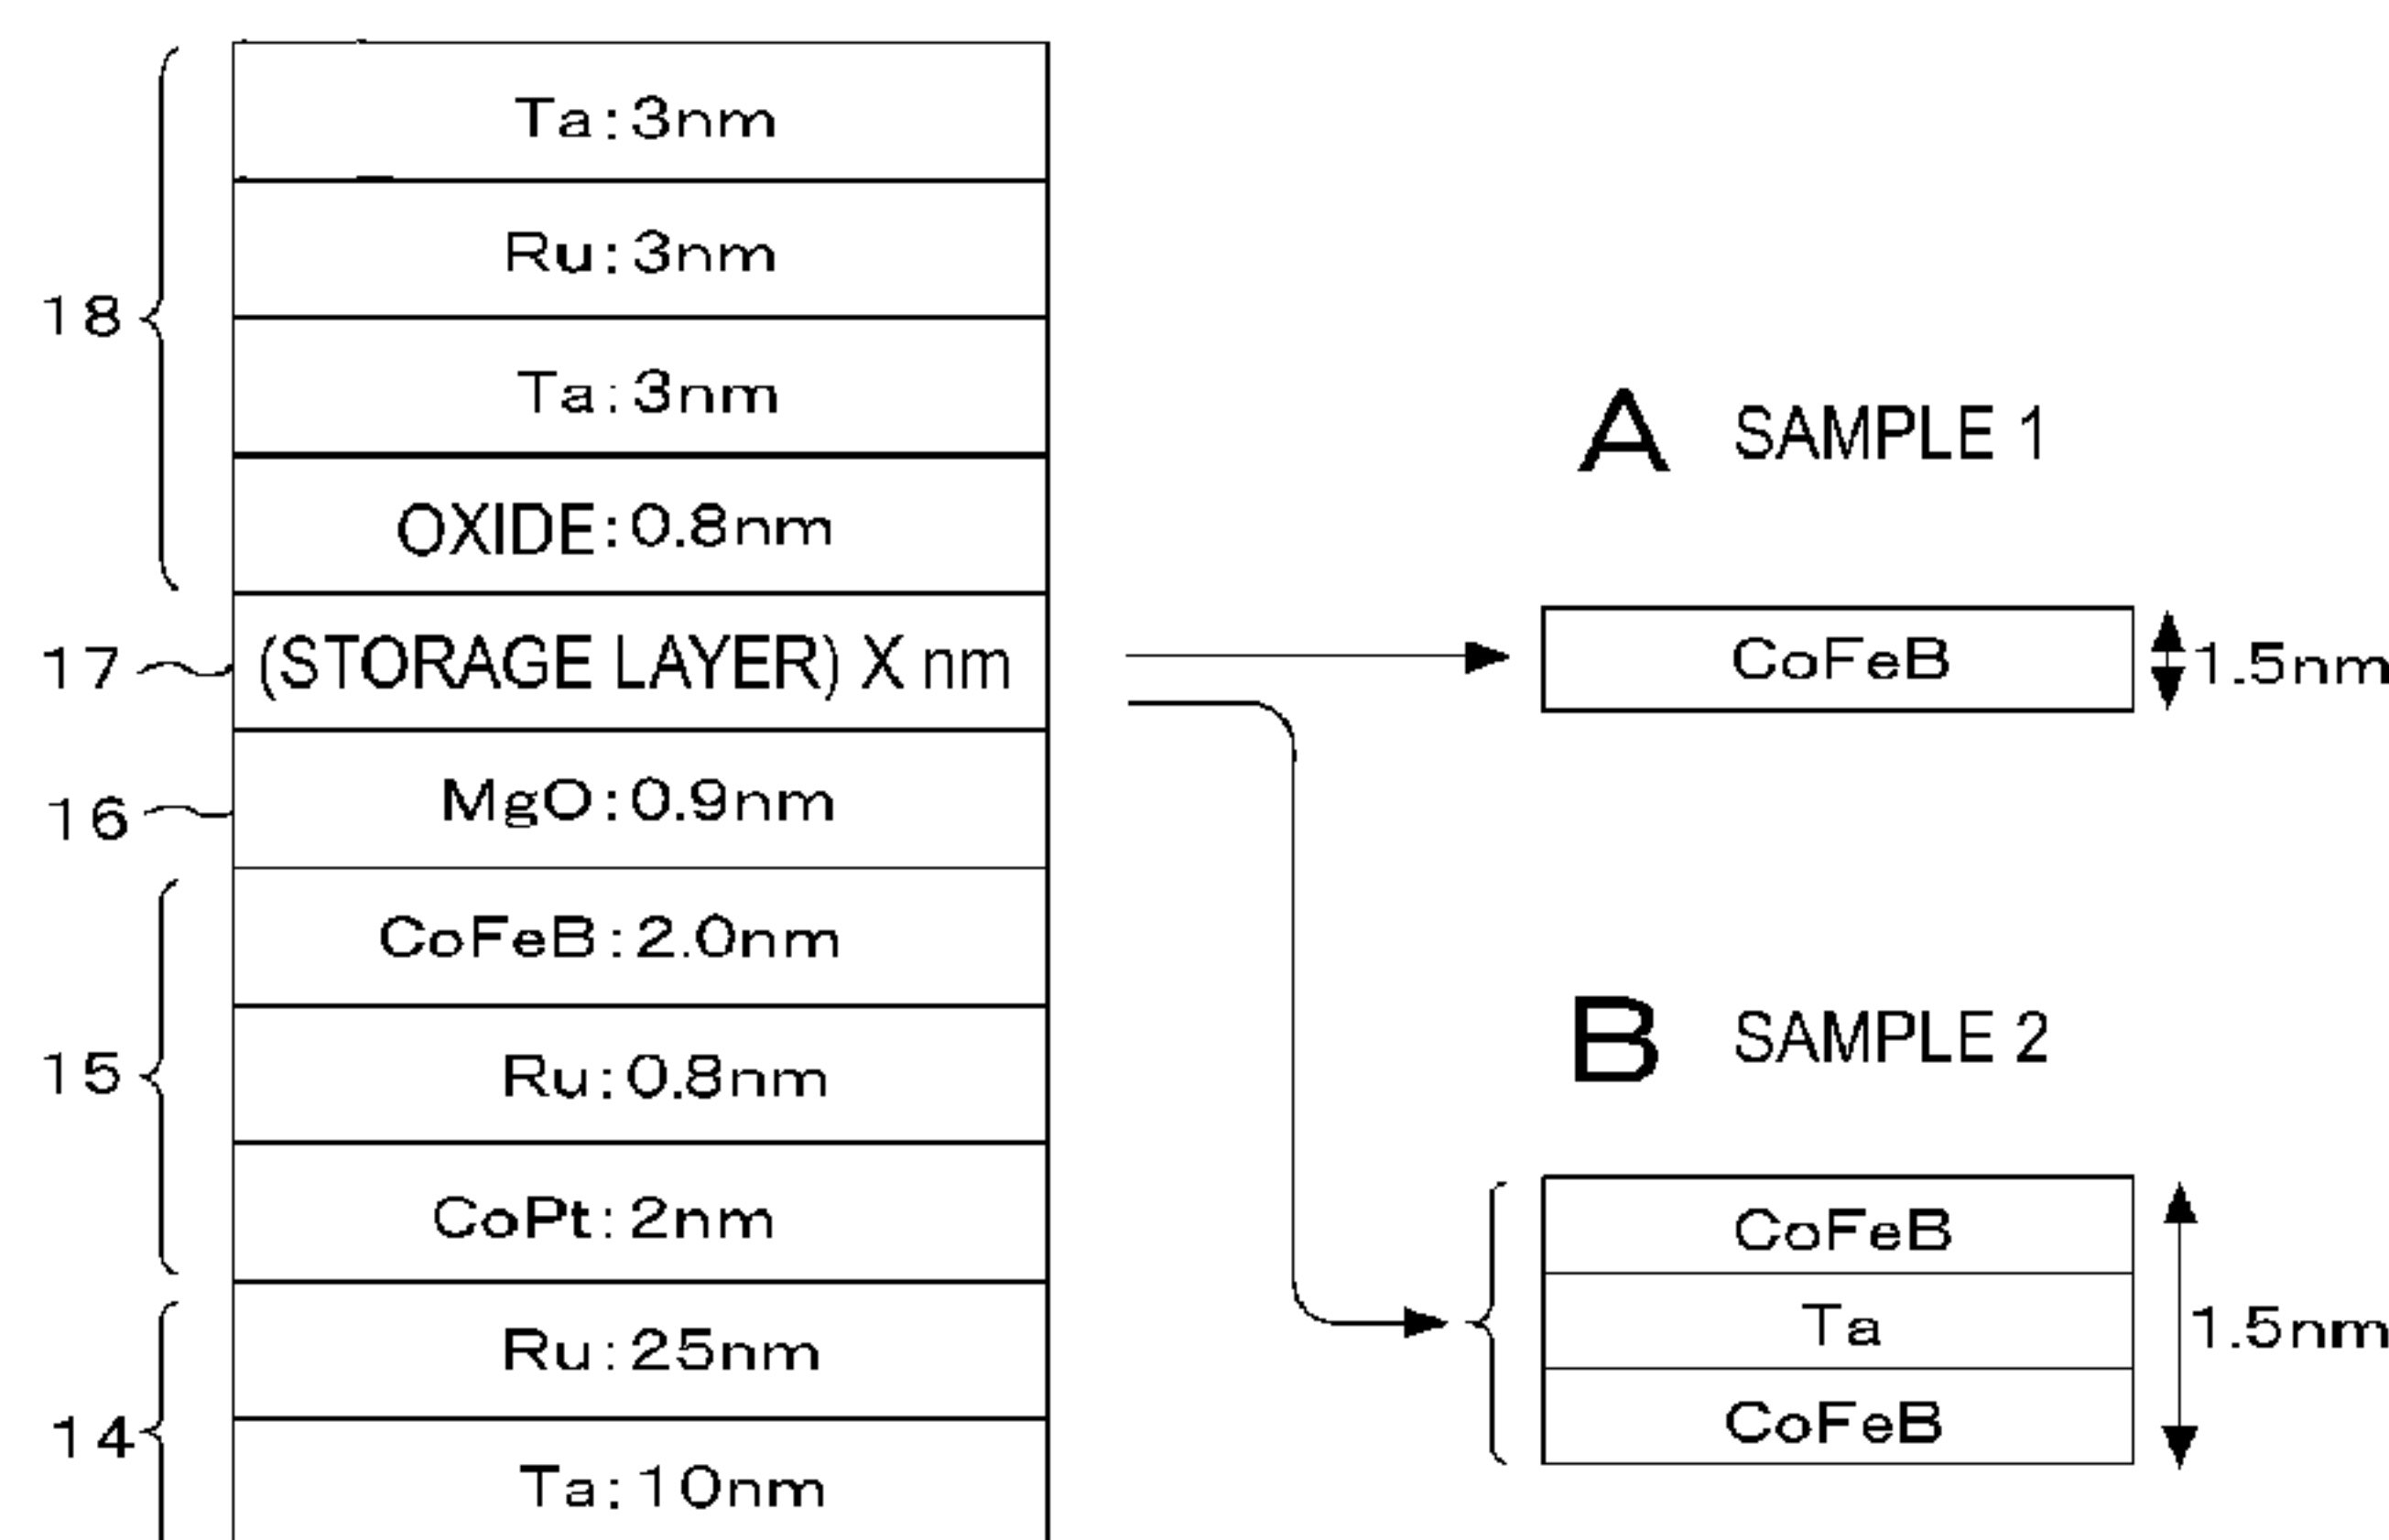 Ta:3nm
Ru:3nm
18
Ta:3nm
OXIDE:0.8nm
17
(STORAGE LAYER) X nm
16
MgO:0.9nm
CoFeB:2.0nm
15
Ru:0.8nm
CoPt:2nm
Ru:25nm
14
Ta:10nm
A SAMPLE 1
CoFeB
1.5nm
B SAMPLE 2
CoFeB
Ta
1.5nm
CoFeB